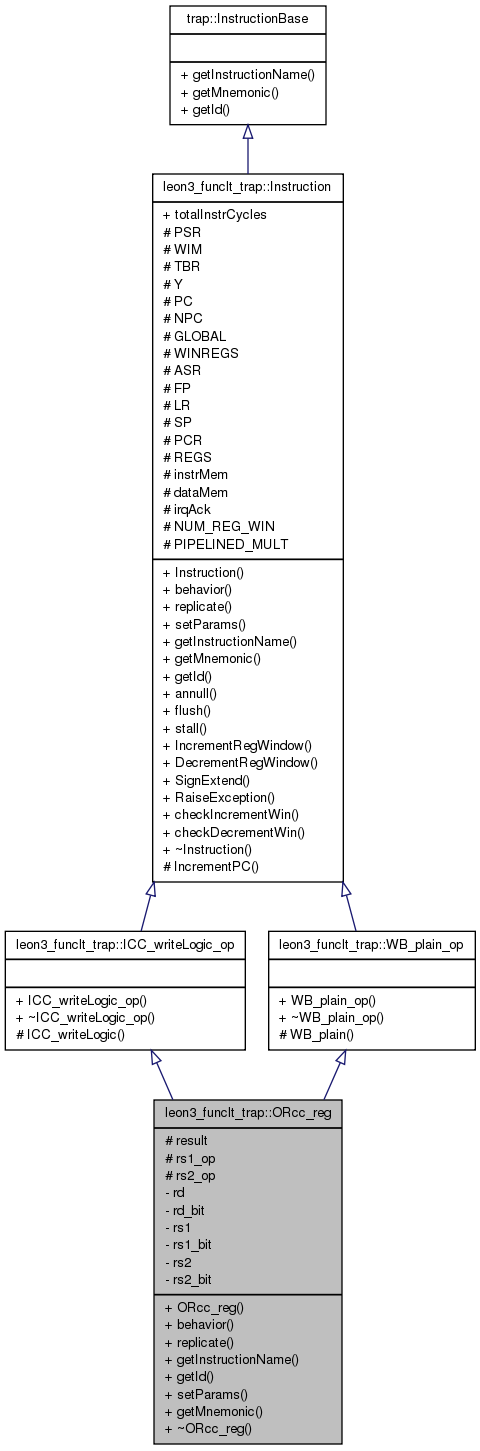 trap::InstructionBase
+ getInstructionName()
+ getMnemonic()
+ getId()
leon3_funclt_trap::Instruction
+ totalInstrCycles
# PSR
# WIM
# TBR
# Y
# PC
# NPC
# GLOBAL
# WINREGS
# ASR
# FP
# LR
# SP
# PCR
# REGS
# instrMem
# dataMem
# irqAck
# NUM_REG_WIN
# PIPELINED_MULT
+ Instruction()
+ behavior()
+ replicate()
+ setParams()
+ getInstructionName()
+ getMnemonic()
+ getId()
+ annull()
+ flush()
+ stall()
+ IncrementRegWindow()
+ DecrementRegWindow()
+ SignExtend()
+ RaiseException()
+ checkIncrementWin()
+ checkDecrementWin()
+ ~Instruction()
# IncrementPC()
leon3_funclt_trap::ICC_writeLogic_op
+ ICC_writeLogic_op()
+ ~ICC_writeLogic_op()
# ICC_writeLogic()
leon3_funclt_trap::WB_plain_op
+ WB_plain_op()
+ ~WB_plain_op()
# WB_plain()
leon3_funclt_trap::ORcc_reg
# result
# rs1_op
# rs2_op
- rd
- rd_bit
- rs1
- rs1_bit
- rs2
- rs2_bit
+ ORcc_reg()
+ behavior()
+ replicate()
+ getInstructionName()
+ getId()
+ setParams()
+ getMnemonic()
+ ~ORcc_reg()